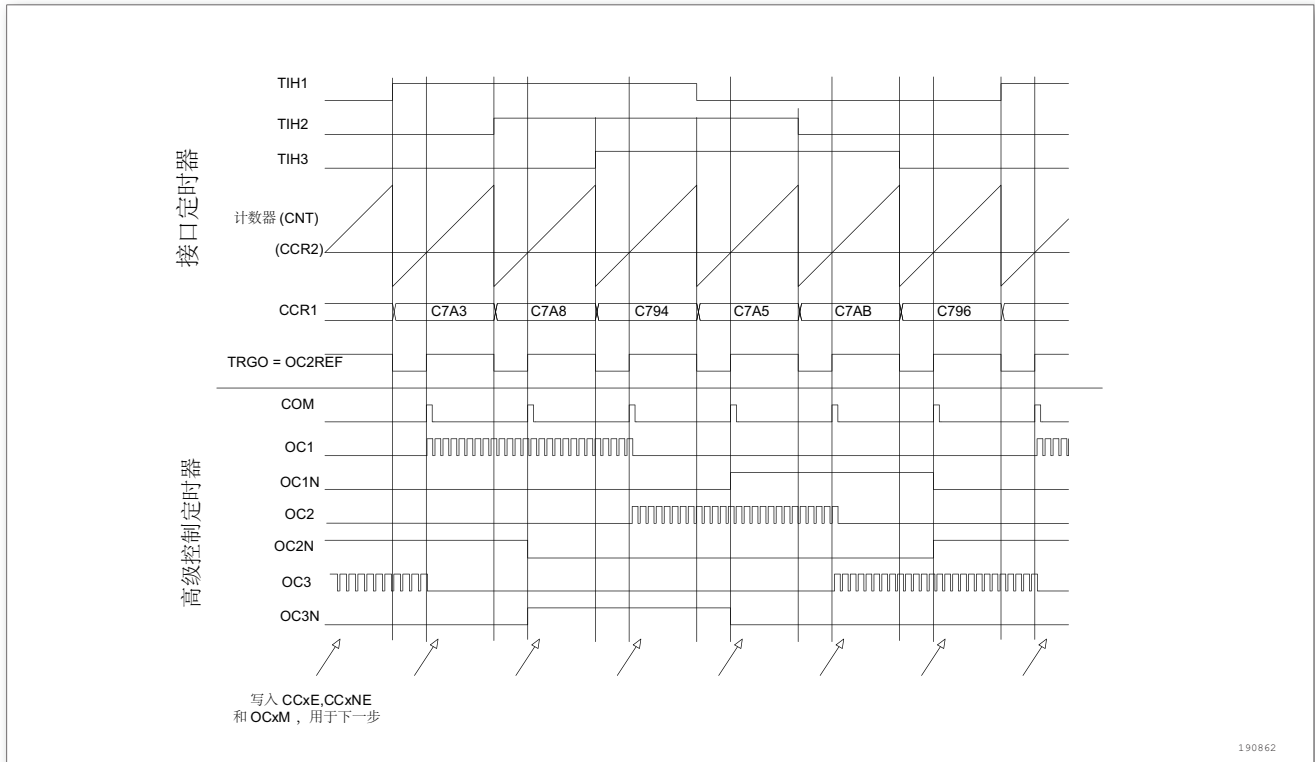 接口定时器
TIH1
TIH2
TIH3
计数器 (CNT)
(CCR2)
CCR1
C7A3 C7A8 C794 C7A5 C7AB C796
TRGO = OC2REF
高级控制定时器
COM
OC1
OC1N
OC2
OC2N
OC3
OC3N
写入 CCxE,CCxNE
和 OCxM ，用于下一步
190862